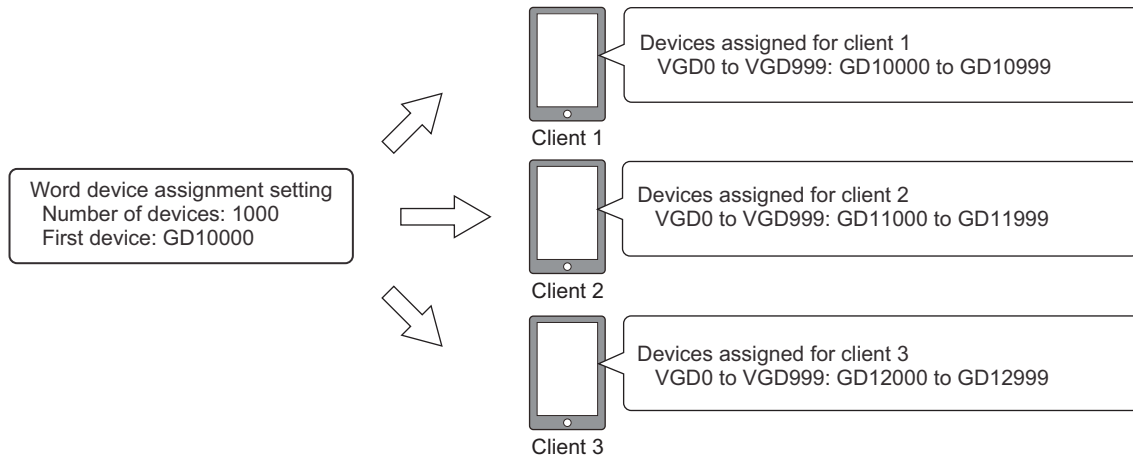 Word device assignment setting
Number of devices: 1000
First device: GD10000
Devices assigned for client 1
VGD0 to VGD999: GD10000 to GD10999
Client 1
Devices assigned for client 2
VGD0 to VGD999: GD11000 to GD11999
Client 2
Devices assigned for client 3
VGD0 to VGD999: GD12000 to GD12999
Client 3